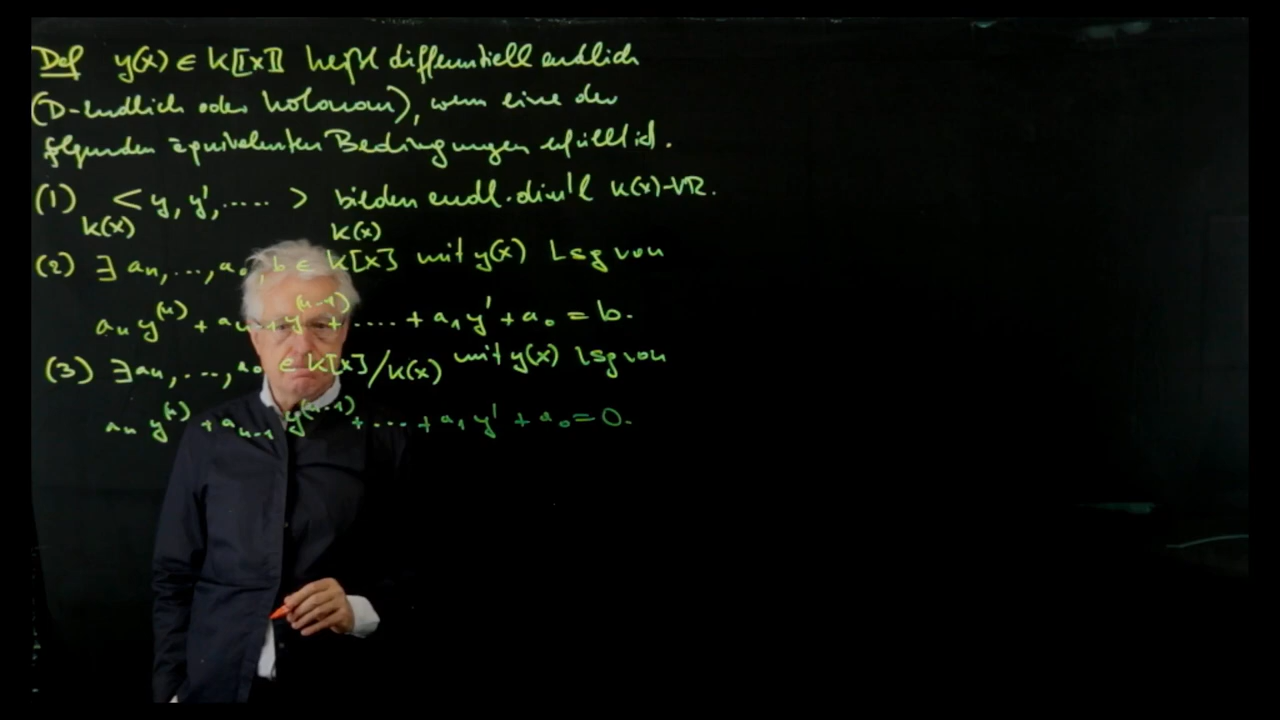 Def y(x) ∈ K[[x]] heißt differentiell endlich
(D-endlich oder holonom), wenn eine der
folgenden äquivalenten Bedingungen erfüllt ist.
(1) < y, y', ..... > bilden endl. dim'l K(x)-VR.
K(x) K(x)
(2) ∃ aₙ, ..., a₀, b ∈ K[x] mit y(x) Lsg von
aₙ y⁽ⁿ⁾ + aₙ₋₁ y⁽ⁿ⁻¹⁾ + .... + a₁ y' + a₀ = b.
(3) ∃ aₙ, ..., a₀ ∈ K[x]/K(x) mit y(x) Lsg von
aₙ y⁽ⁿ⁾ + aₙ₋₁ y⁽ⁿ⁻¹⁾ + ... + a₁ y' + a₀ = 0.